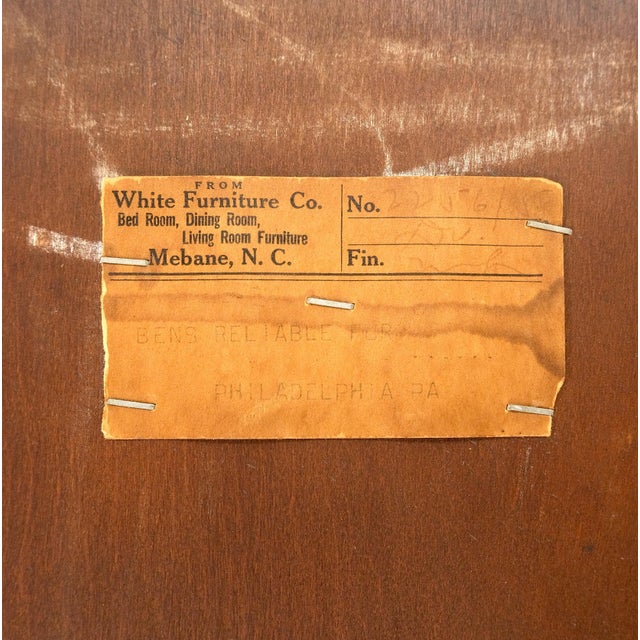 FROM
White Furniture Co.
Bed Room, Dining Room,
Living Room Furniture
Mebane, N. C.
No.
Fin.
BENS RELIABLE FUR
PHILADELPHIA PA